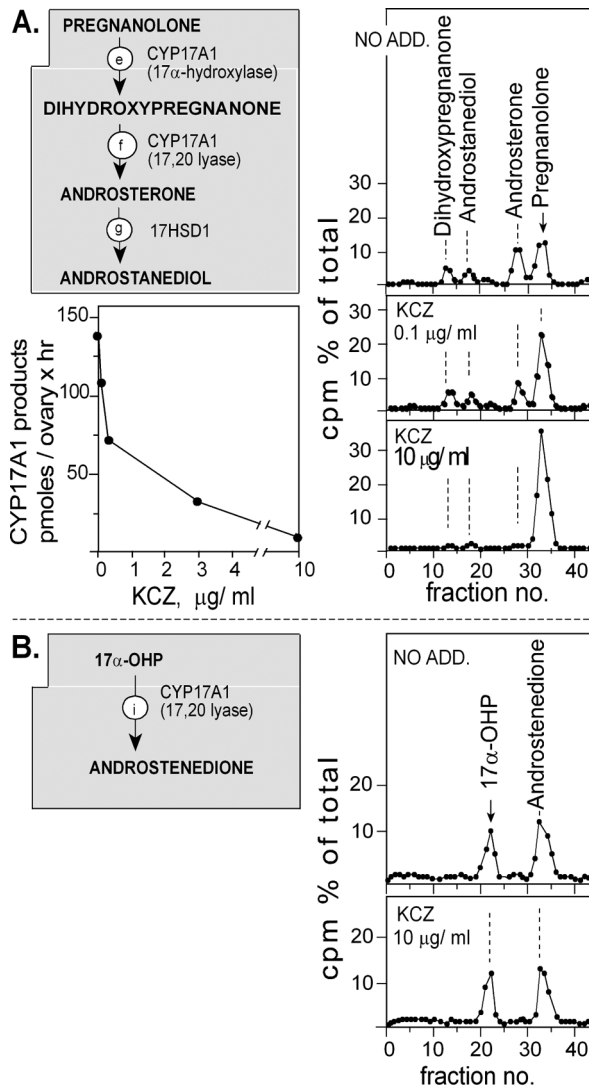 A.
PREGNANOLONE
e
CYP17A1
(17α-hydroxylase)
DIHYDROXYPREGNANONE
f
CYP17A1
(17,20 lyase)
ANDROSTERONE
g
17HSD1
ANDROSTANEDIOL
CYP17A1 products
pmoles / ovary x hr
150
100
50
0 1 2 3 4 10
KCZ, μg/ ml
NO ADD.
Dihydroxypregnanone
Androstanediol
Androsterone
Pregnanolone
cpm % of total
30
20
10
KCZ
0.1 μg/ ml
30
20
10
KCZ
10 μg/ ml
30
20
10
0 10 20 30 40
fraction no.
B.
17α-OHP
i
CYP17A1
(17,20 lyase)
ANDROSTENEDIONE
NO ADD.
17α-OHP
Androstenedione
cpm % of total
20
10
KCZ
10 μg/ ml
20
10
0 10 20 30 40
fraction no.